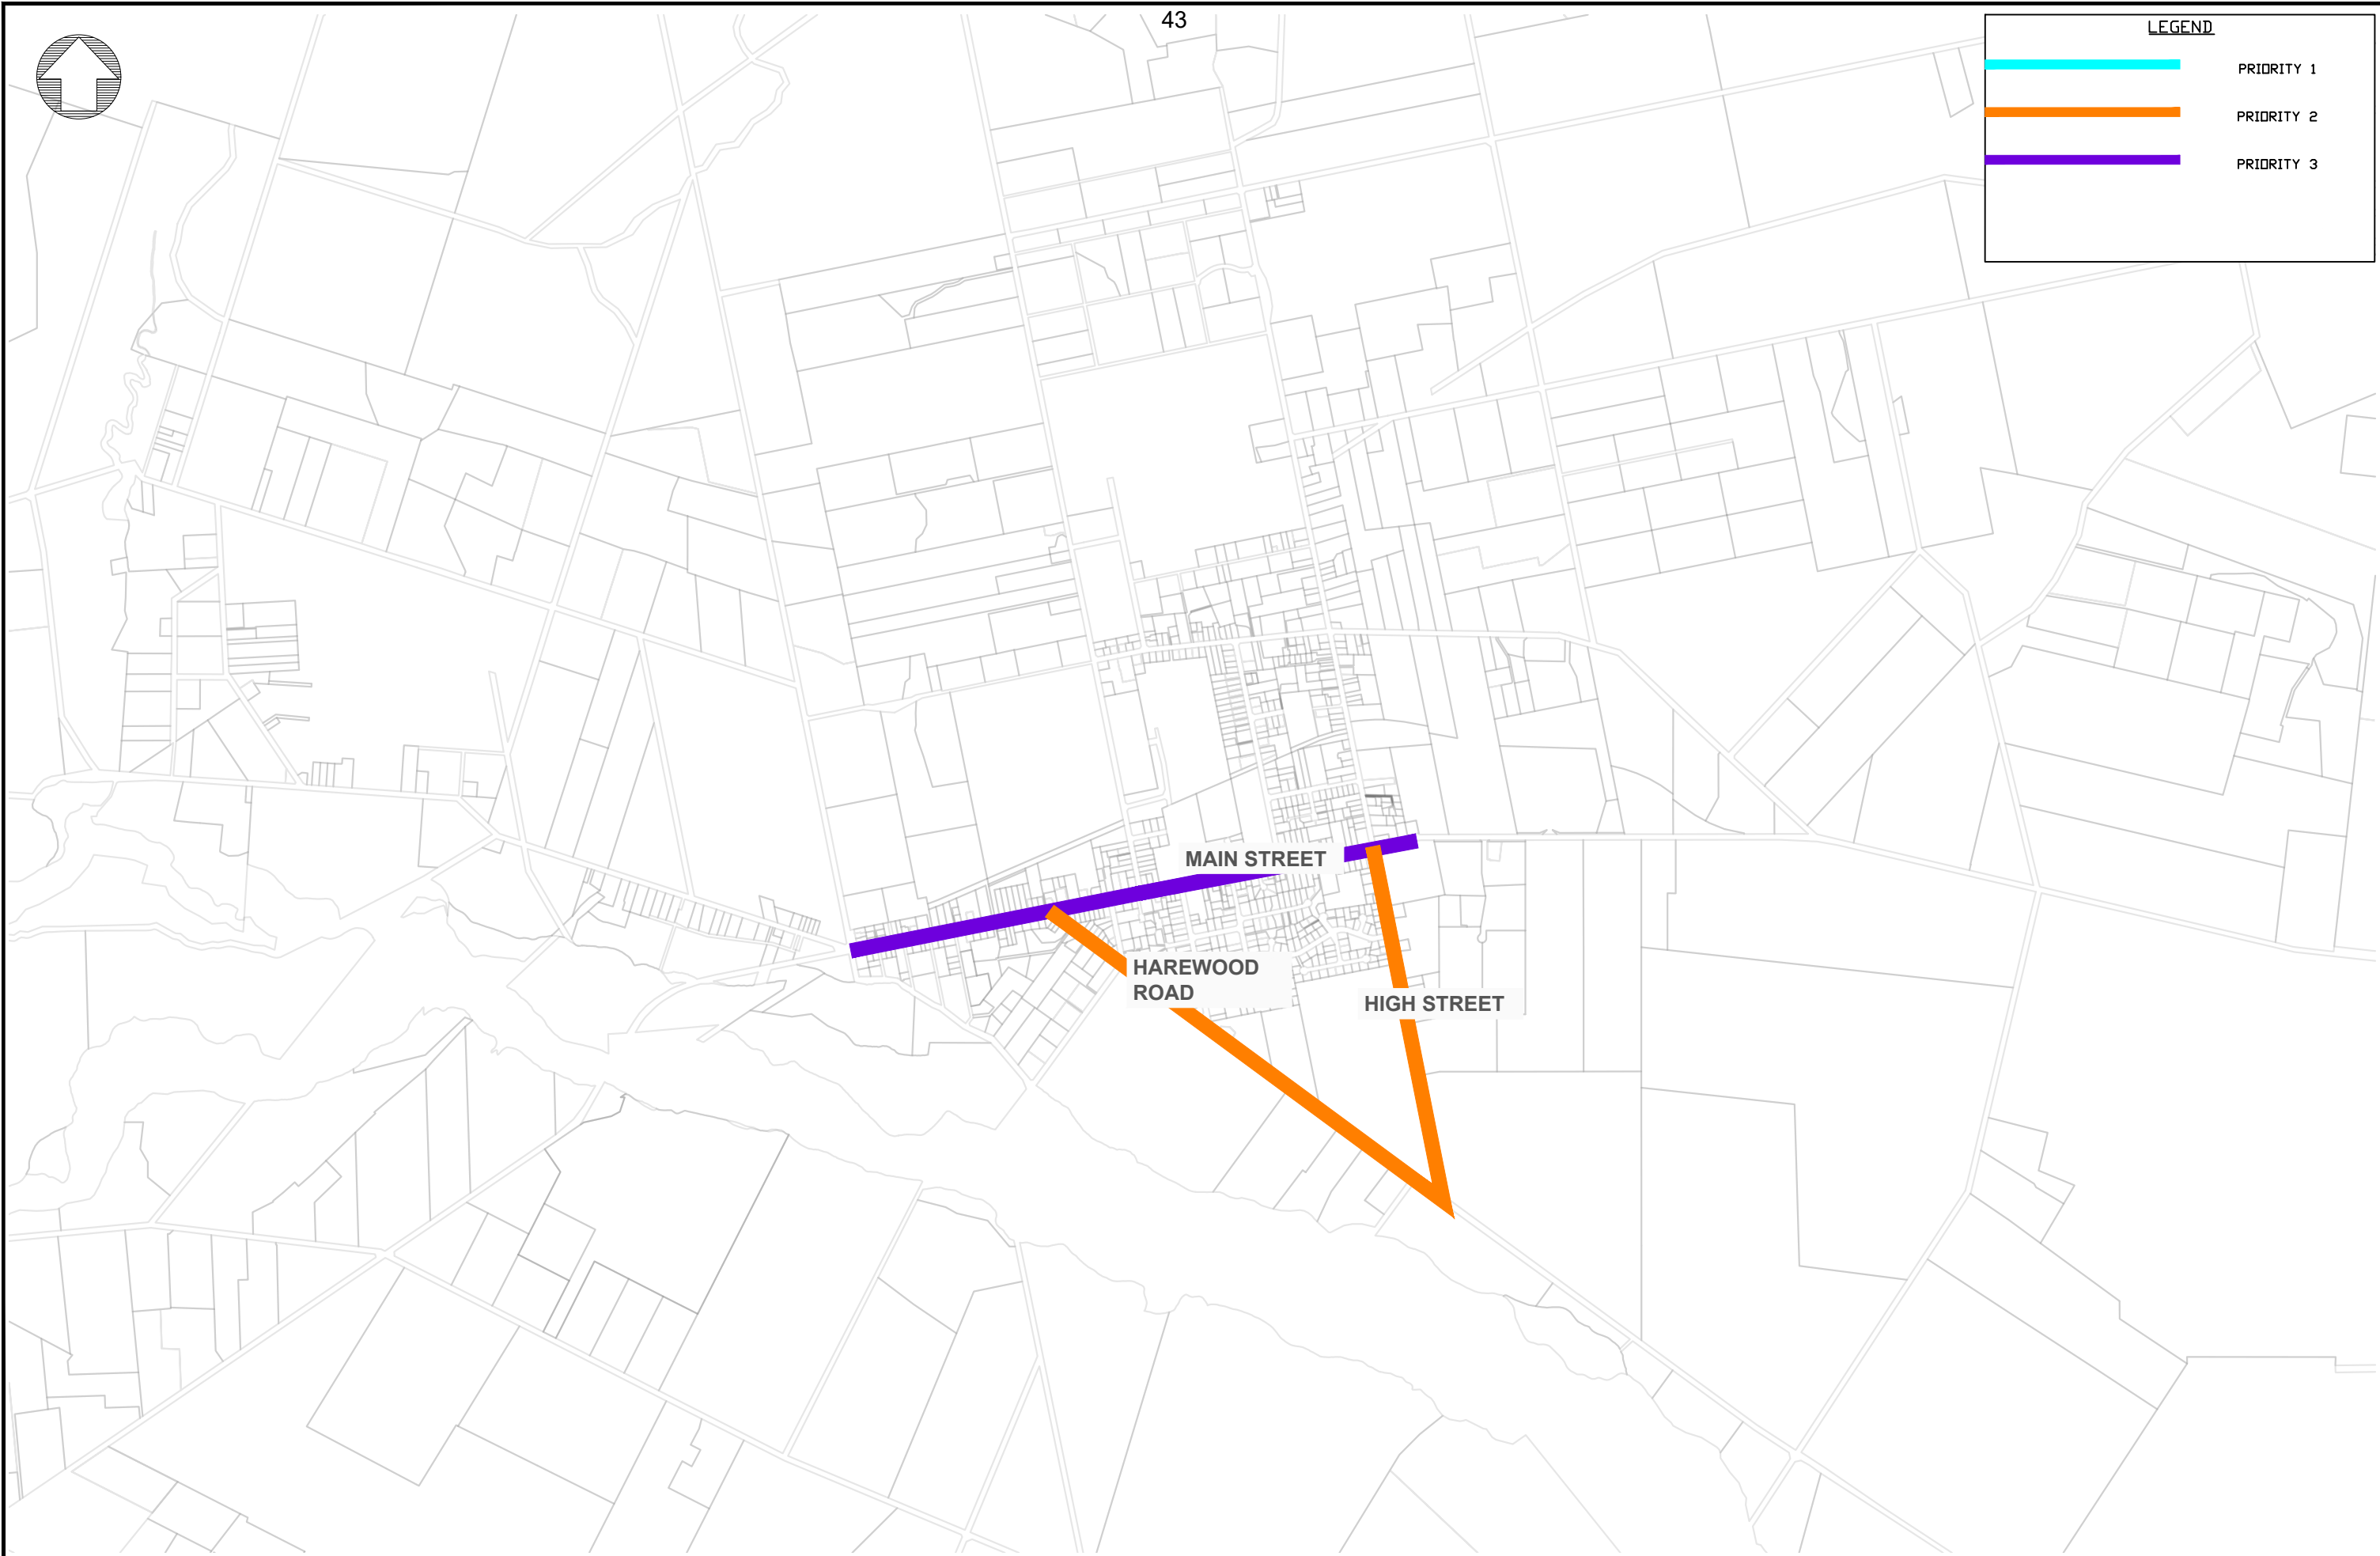 43
LEGEND
PRIORITY 1
PRIORITY 2
PRIORITY 3
MAIN STREET
HAREWOOD
ROAD
HIGH STREET